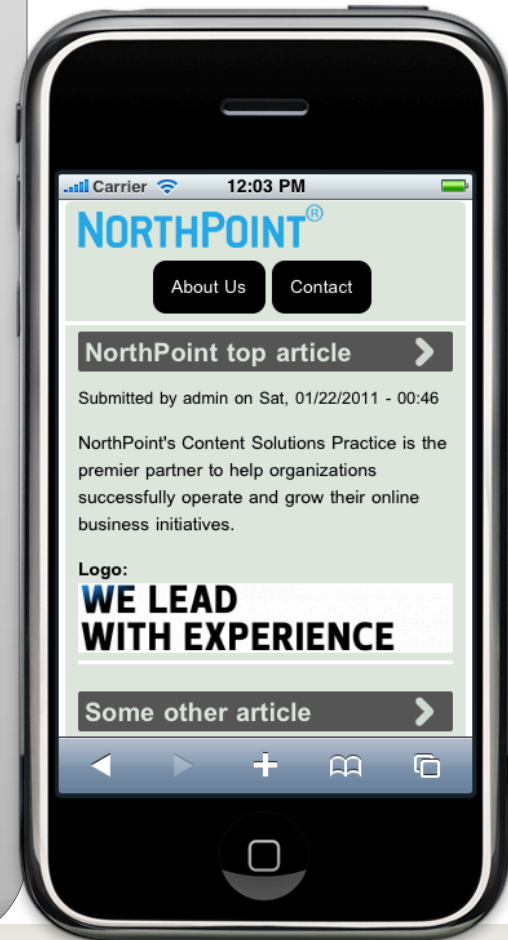 Carrier 12:03 PM
NORTHPOINT®
About Us Contact
NorthPoint top article
Submitted by admin on Sat, 01/22/2011 - 00:46
NorthPoint's Content Solutions Practice is the
premier partner to help organizations
successfully operate and grow their online
business initiatives.
Logo:
WE LEAD
WITH EXPERIENCE
Some other article